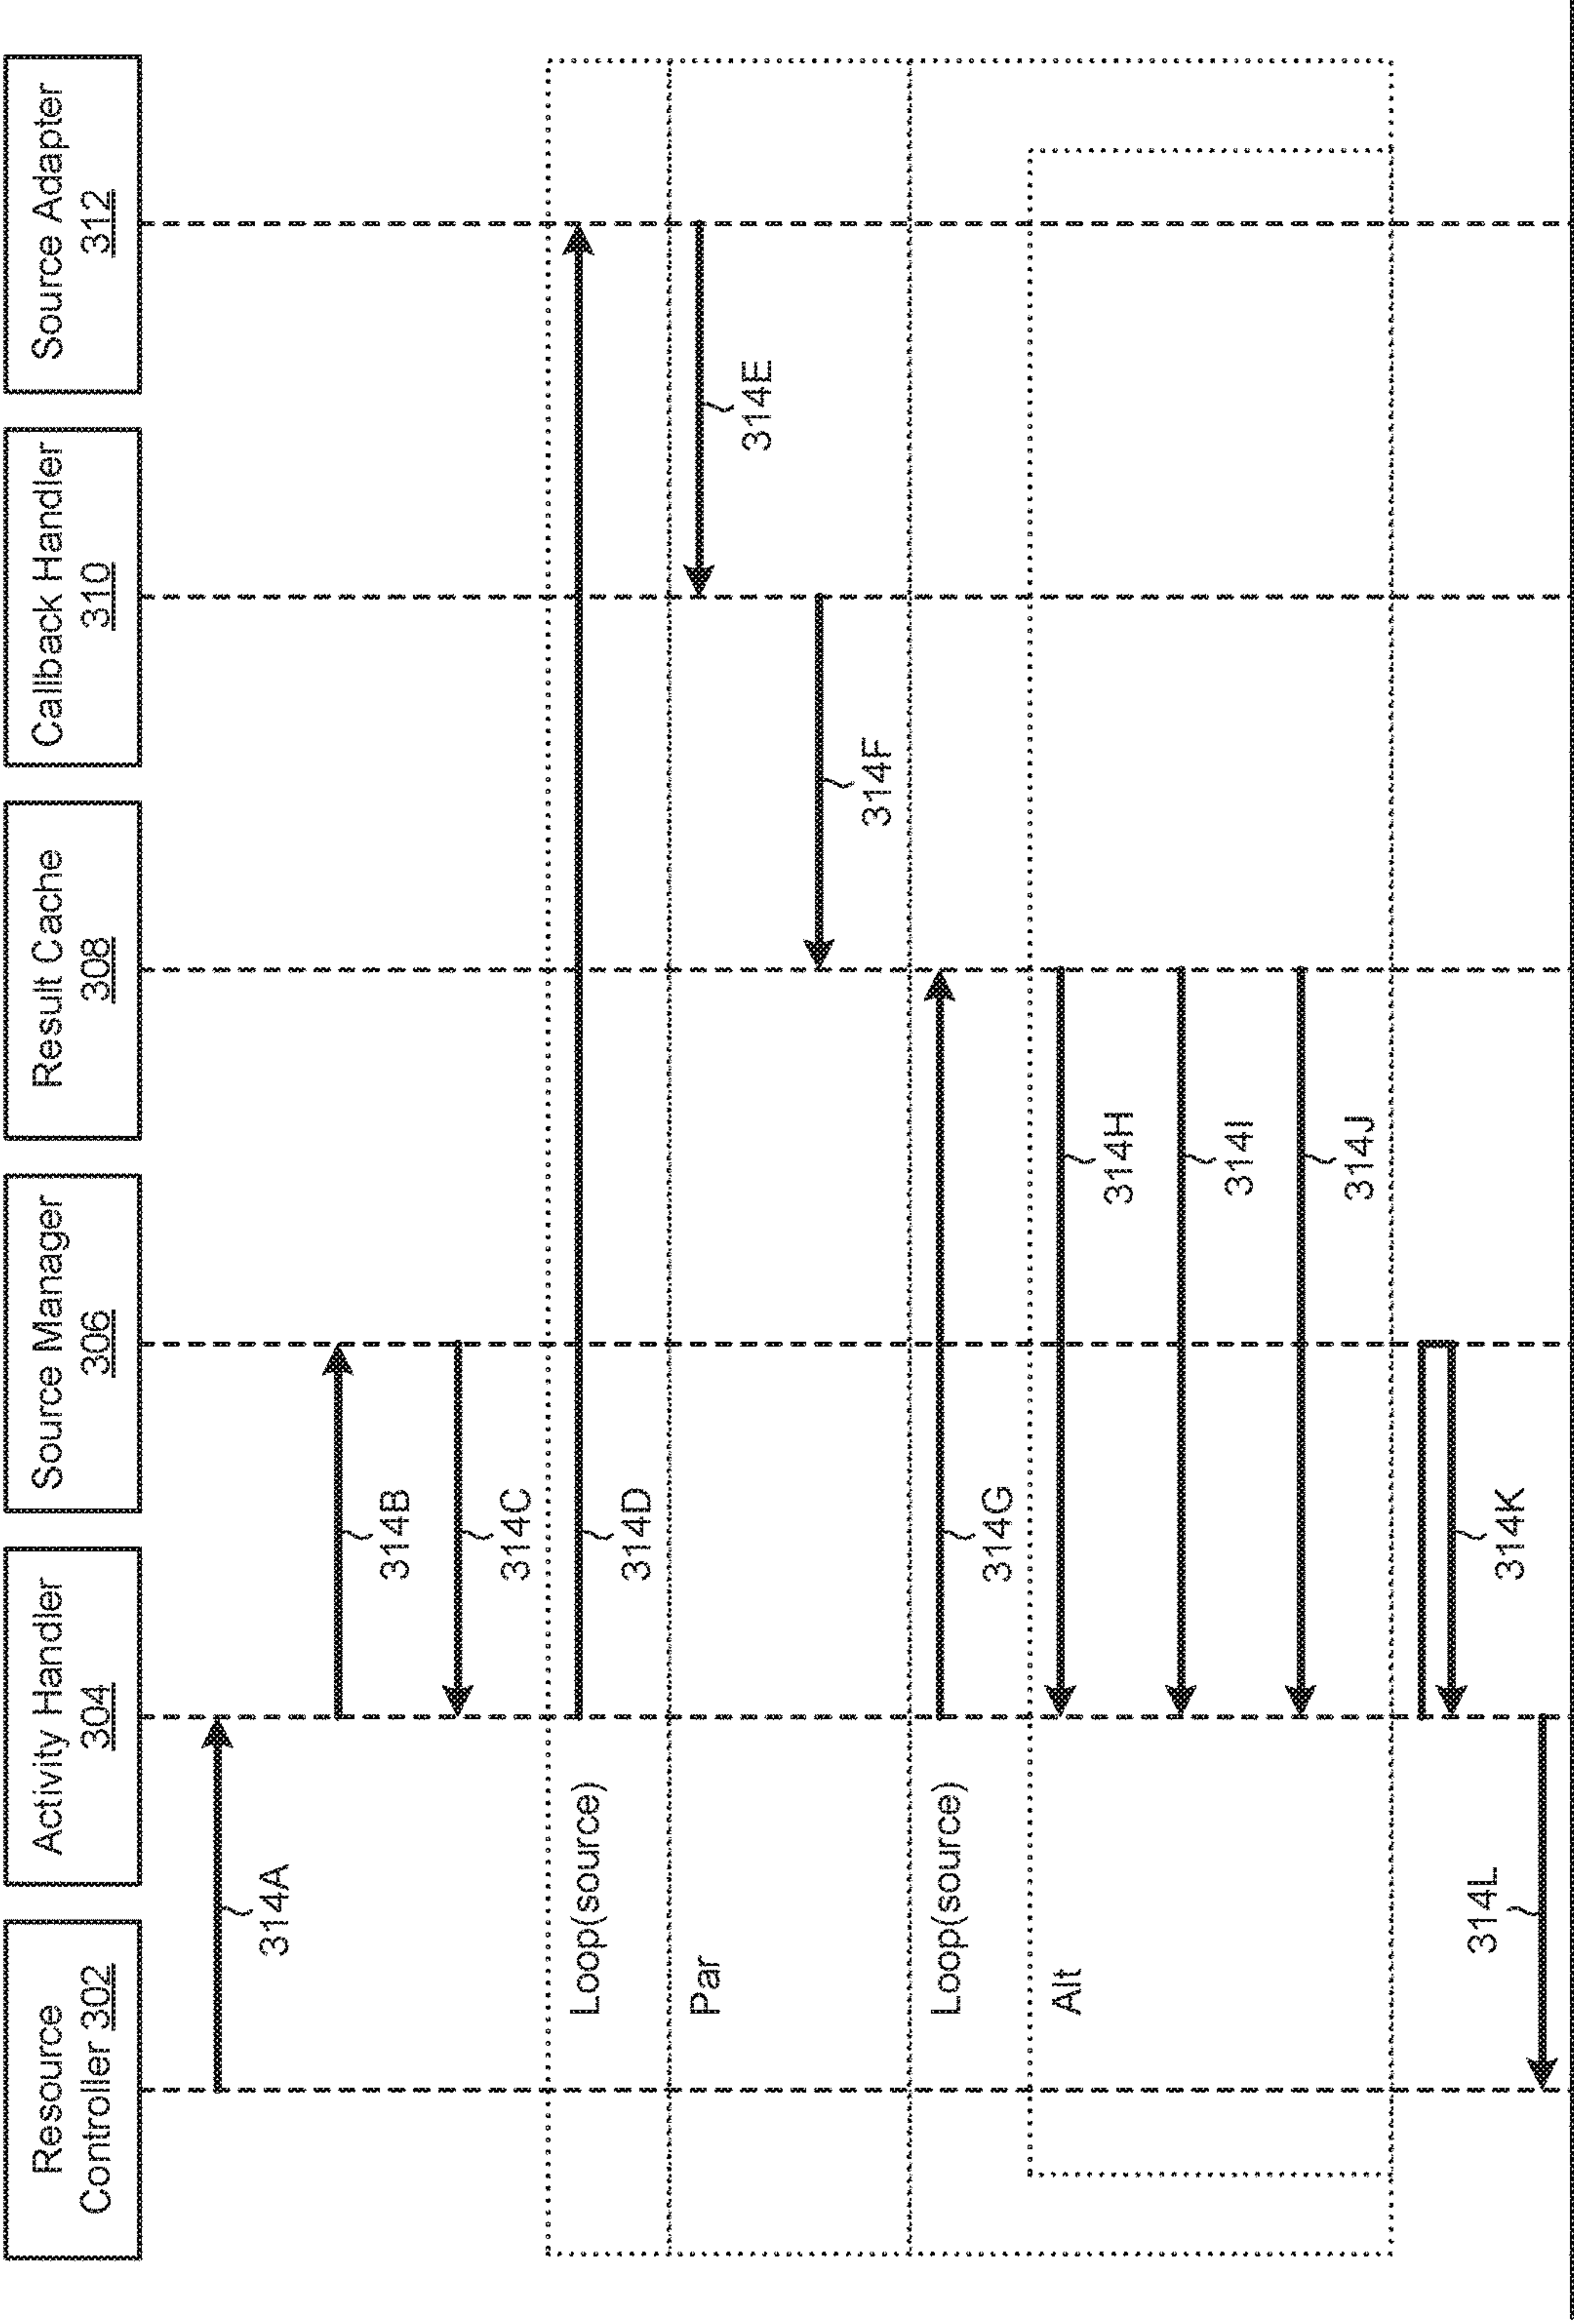 Resource
Controller 302
Activity Handler
304
Source Manager
306
Result Cache
308
Callback Handler
310
Source Adapter
312
314A
314B
314C
Loop(source)
314D
Par
314E
314F
Loop(source)
314G
Alt
314H
314I
314J
314K
314L